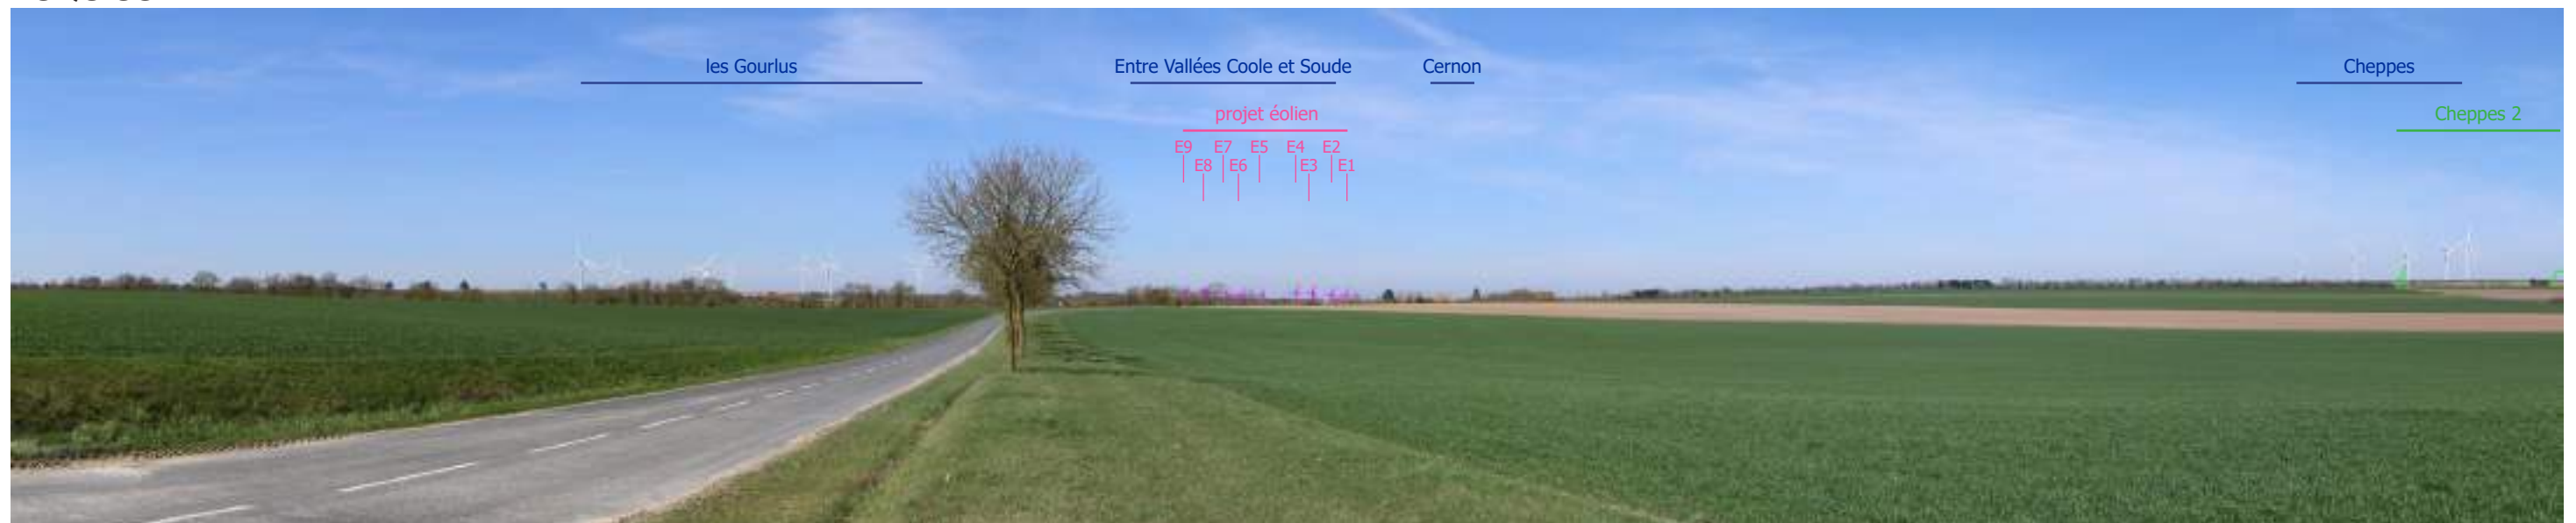 les Gourlus
Entre Vallées Coole et Soude
Cernon
Cheppes
projet éolien
Cheppes 2
E9 E7 E5 E4 E2
E8 E6 E3 E1